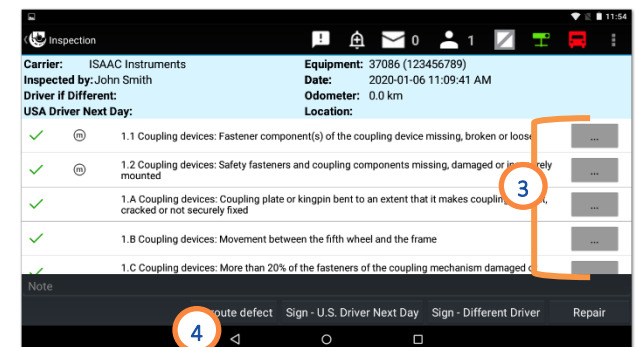 11:54
Inspection 0 1
Carrier: ISAAC Instruments Equipment: 37086 (123456789)
Inspected by: John Smith Date: 2020-01-06 11:09:41 AM
Driver if Different: Odometer: 0.0 km
USA Driver Next Day: Location:
m 1.1 Coupling devices: Fastener component(s) of the coupling device missing, broken or loose ...
m 1.2 Coupling devices: Safety fasteners and coupling components missing, damaged or
mounted ...
3
1.A Coupling devices: Coupling plate or kingpin bent to an extent that it makes coupling
cracked or not securely fixed ...
1.B Coupling devices: Movement between the fifth wheel and the frame ...
1.C Coupling devices: More than 20% of the fasteners of the coupling mechanism damaged
Note
4
route defect Sign - U.S. Driver Next Day Sign - Different Driver Repair